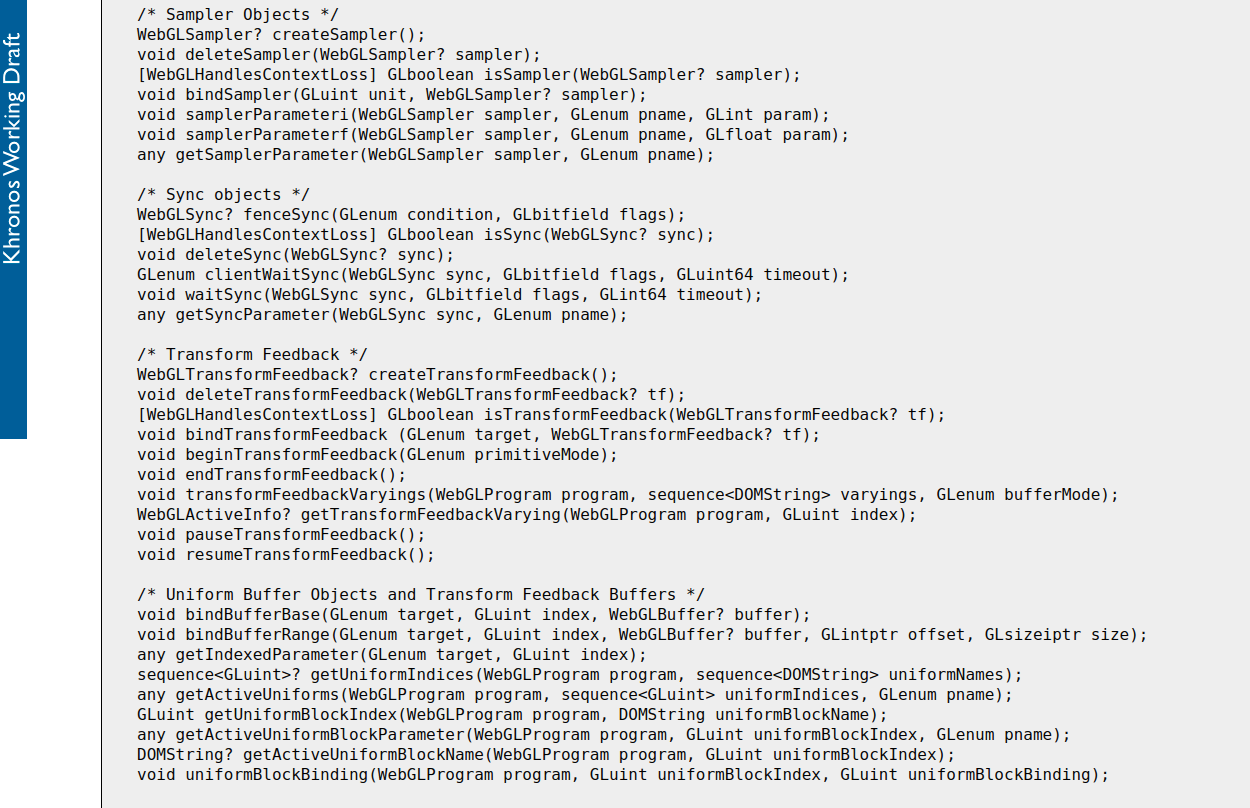 Khronos Working Draft
/* Sampler Objects */
WebGLSampler? createSampler();
void deleteSampler(WebGLSampler? sampler);
[WebGLHandlesContextLoss] GLboolean isSampler(WebGLSampler? sampler);
void bindSampler(GLuint unit, WebGLSampler? sampler);
void samplerParameteri(WebGLSampler sampler, GLenum pname, GLint param);
void samplerParameterf(WebGLSampler sampler, GLenum pname, GLfloat param);
any getSamplerParameter(WebGLSampler sampler, GLenum pname);
/* Sync objects */
WebGLSync? fenceSync(GLenum condition, GLbitfield flags);
[WebGLHandlesContextLoss] GLboolean isSync(WebGLSync? sync);
void deleteSync(WebGLSync? sync);
GLenum clientWaitSync(WebGLSync sync, GLbitfield flags, GLuint64 timeout);
void waitSync(WebGLSync sync, GLbitfield flags, GLint64 timeout);
any getSyncParameter(WebGLSync sync, GLenum pname);
/* Transform Feedback */
WebGLTransformFeedback? createTransformFeedback();
void deleteTransformFeedback(WebGLTransformFeedback? tf);
[WebGLHandlesContextLoss] GLboolean isTransformFeedback(WebGLTransformFeedback? tf);
void bindTransformFeedback (GLenum target, WebGLTransformFeedback? tf);
void beginTransformFeedback(GLenum primitiveMode);
void endTransformFeedback();
void transformFeedbackVaryings(WebGLProgram program, sequence<DOMString> varyings, GLenum bufferMode);
WebGLActiveInfo? getTransformFeedbackVarying(WebGLProgram program, GLuint index);
void pauseTransformFeedback();
void resumeTransformFeedback();
/* Uniform Buffer Objects and Transform Feedback Buffers */
void bindBufferBase(GLenum target, GLuint index, WebGLBuffer? buffer);
void bindBufferRange(GLenum target, GLuint index, WebGLBuffer? buffer, GLintptr offset, GLsizeiptr size);
any getIndexedParameter(GLenum target, GLuint index);
sequence<GLuint>? getUniformIndices(WebGLProgram program, sequence<DOMString> uniformNames);
any getActiveUniforms(WebGLProgram program, sequence<GLuint> uniformIndices, GLenum pname);
GLuint getUniformBlockIndex(WebGLProgram program, DOMString uniformBlockName);
any getActiveUniformBlockParameter(WebGLProgram program, GLuint uniformBlockIndex, GLenum pname);
DOMString? getActiveUniformBlockName(WebGLProgram program, GLuint uniformBlockIndex);
void uniformBlockBinding(WebGLProgram program, GLuint uniformBlockIndex, GLuint uniformBlockBinding);